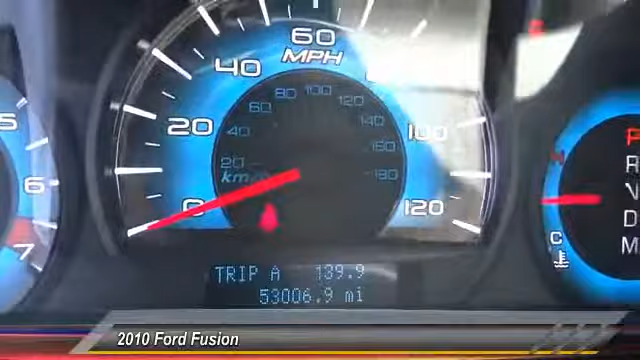 60
MPH
40
80 100
60 120
20 40 140 100
160
20
km/h 180
0 120
5
6
7
H
C
P
R
D
TRIP A 139.9
53006.9 mi
2010 Ford Fusion